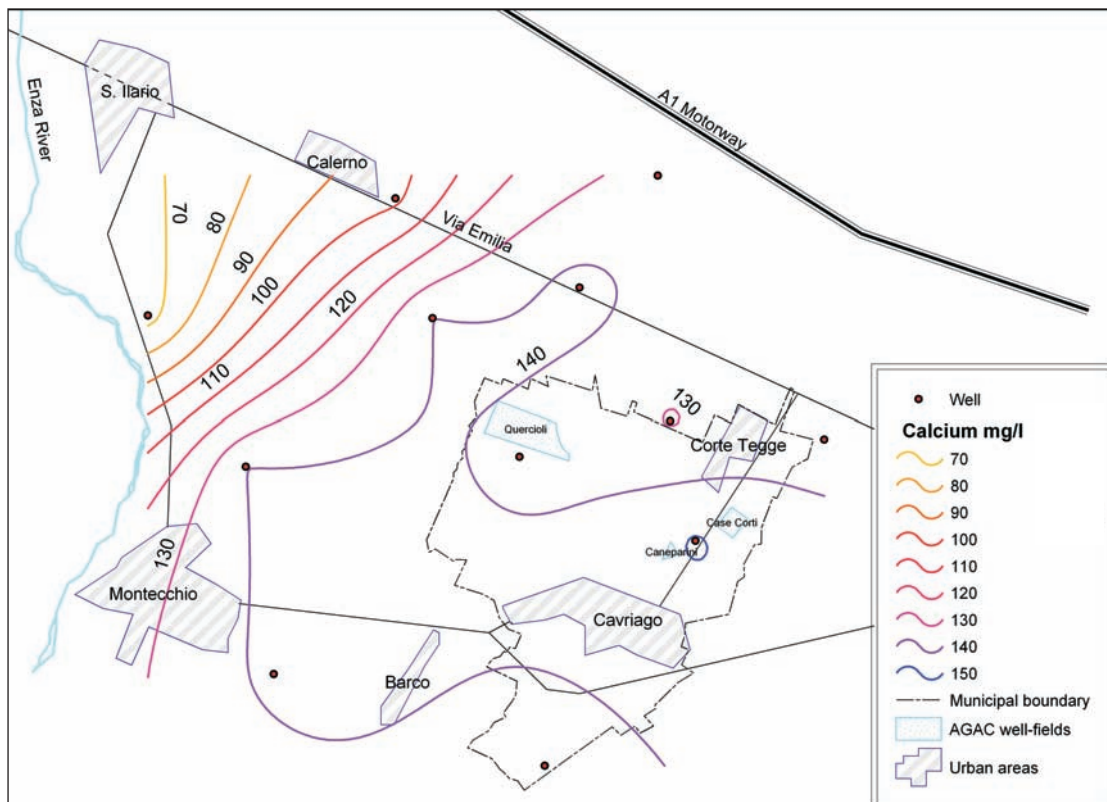 S. Ilario
Enza River
A1 Motorway
Calerno
Via Emilia
70
80
90
100
110
120
130
140
130
Quercioli
Corte Tegge
Case Corti
Caneparini
Montecchio
Cavriago
Barco
Well
Calcium mg/l
70
80
90
100
110
120
130
140
150
Municipal boundary
AGAC well-fields
Urban areas